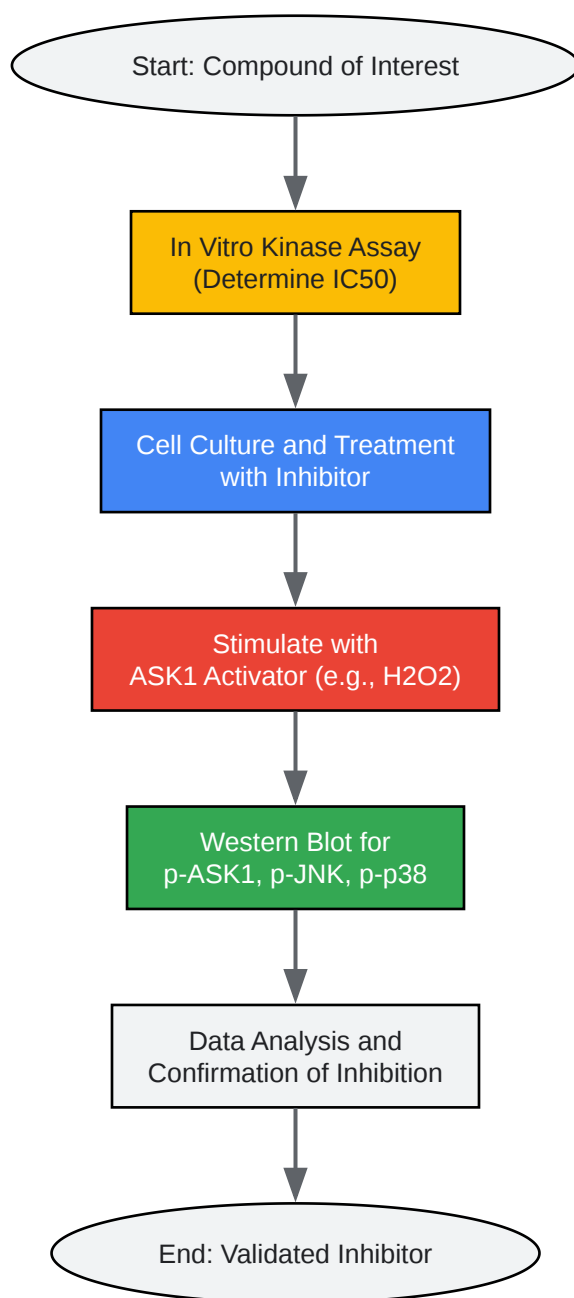 Start: Compound of Interest
In Vitro Kinase Assay
(Determine IC50)
Cell Culture and Treatment
with Inhibitor
Stimulate with
ASK1 Activator (e.g., H2O2)
Western Blot for
p-ASK1, p-JNK, p-p38
Data Analysis and
Confirmation of Inhibition
End: Validated Inhibitor